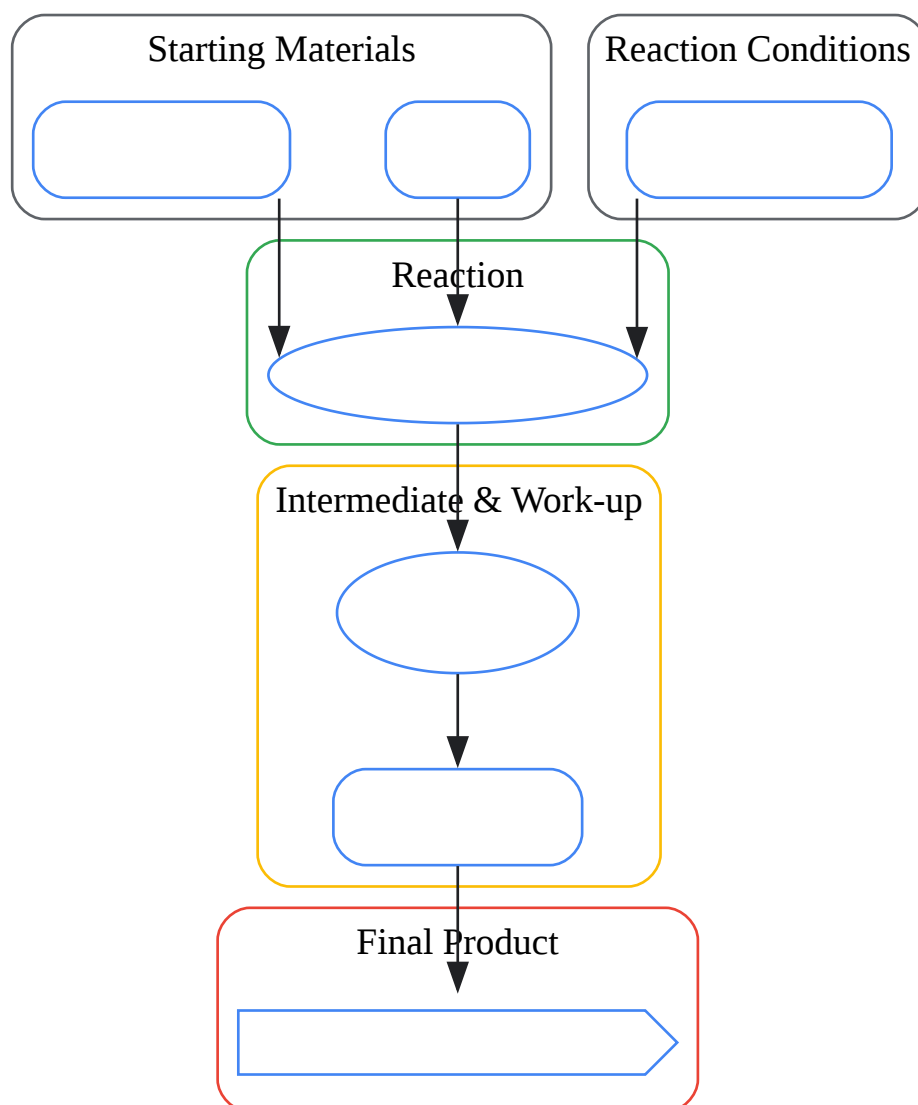 Starting Materials
Reaction Conditions
Reaction
Intermediate & Work-up
Final Product